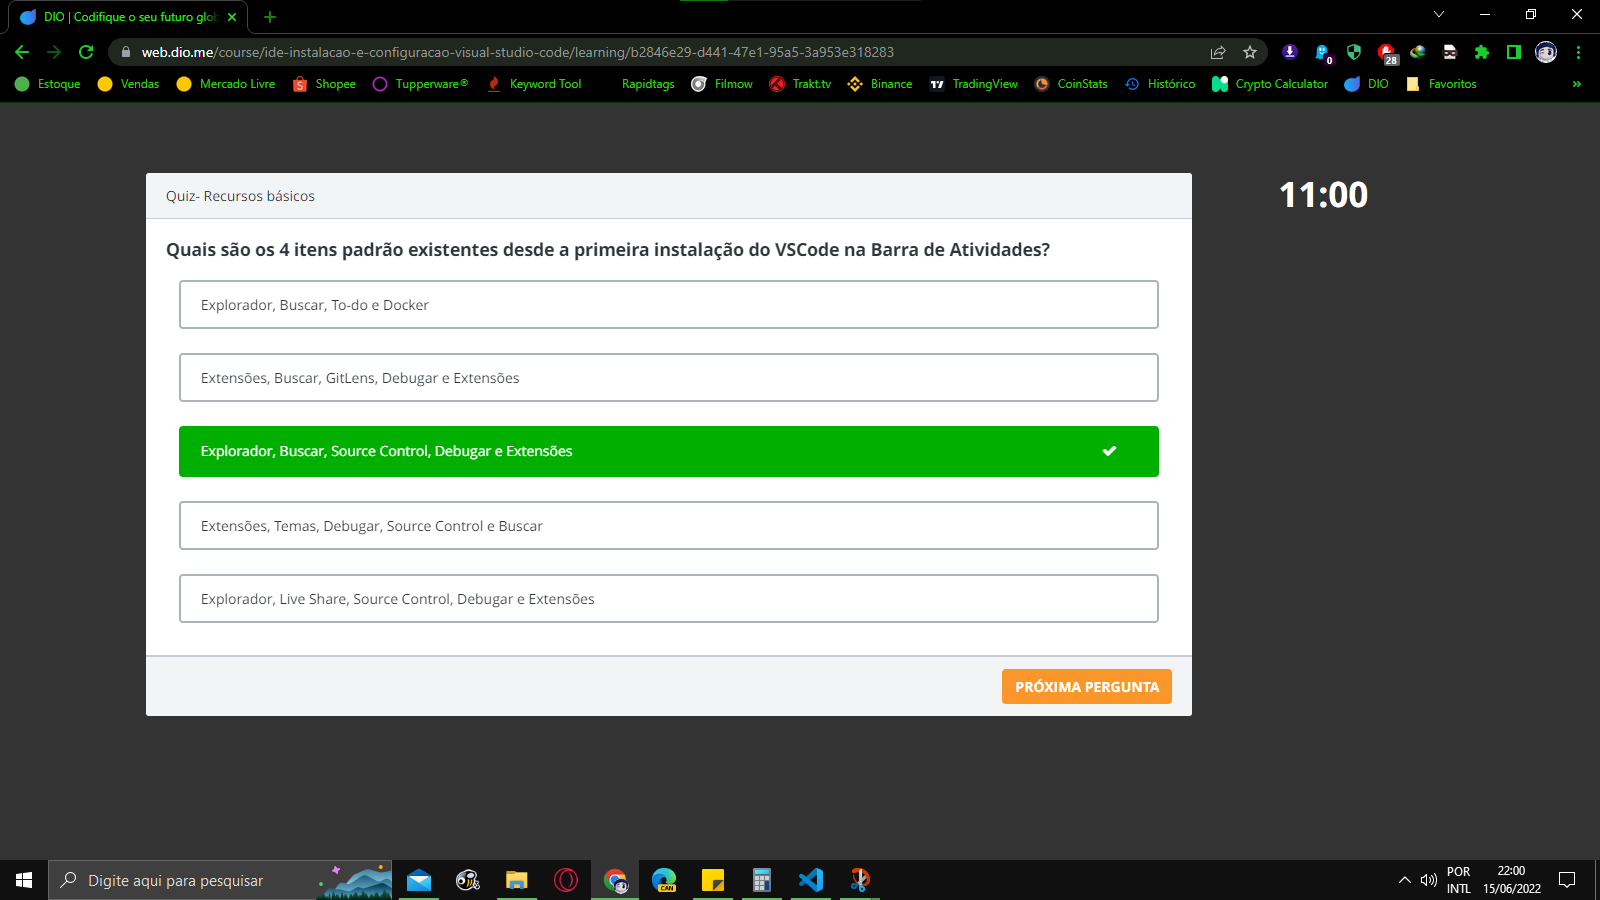 DIO | Codifique o seu futuro glob
web.dio.me/course/ide-instalacao-e-configuracao-visual-studio-code/learning/b2846e29-d441-47e1-95a5-3a953e318283
0
28
Estoque
Vendas
Mercado Livre
Shopee
Tupperware®
Keyword Tool
Rapidtags
Filmow
Trakt.tv
Binance
TradingView
CoinStats
Histórico
Crypto Calculator
DIO
Favoritos
»
Quiz- Recursos básicos
11:00
Quais são os 4 itens padrão existentes desde a primeira instalação do VSCode na Barra de Atividades?
Explorador, Buscar, To-do e Docker
Extensões, Buscar, GitLens, Debugar e Extensões
Explorador, Buscar, Source Control, Debugar e Extensões
Extensões, Temas, Debugar, Source Control e Buscar
Explorador, Live Share, Source Control, Debugar e Extensões
PRÓXIMA PERGUNTA
Digite aqui para pesquisar
CAN
POR
INTL
22:00
15/06/2022